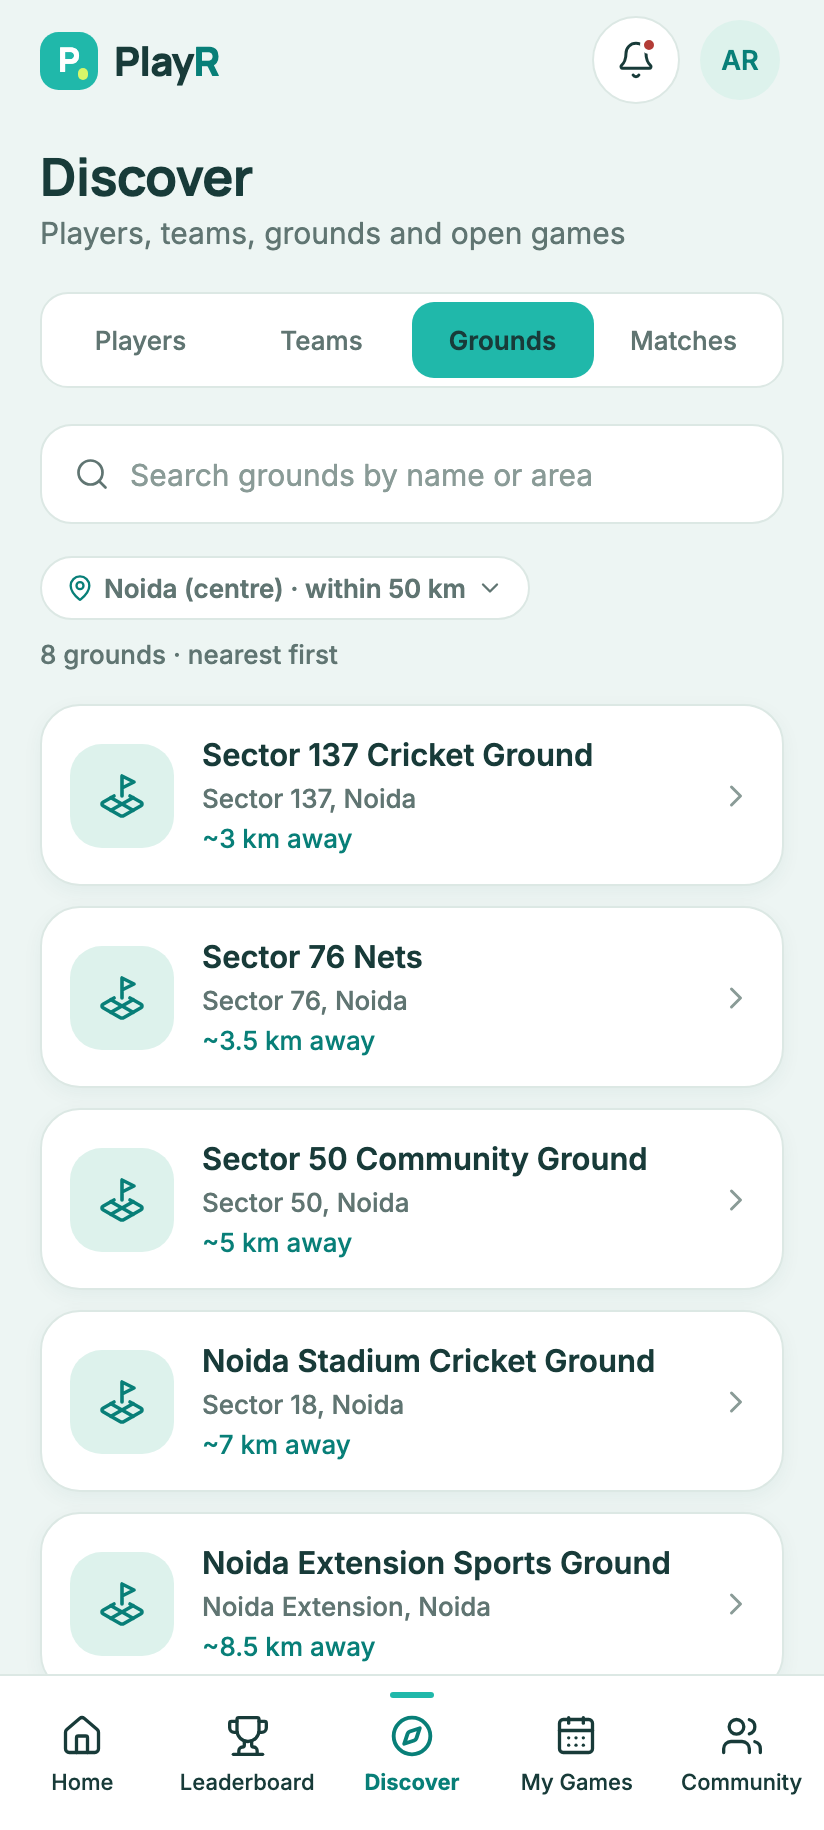 P.
PlayR
AR
Discover
Players, teams, grounds and open games
Players Teams Grounds Matches
Search grounds by name or area
Noida (centre) · within 50 km
8 grounds · nearest first
Sector 137 Cricket Ground
Sector 137, Noida
~3 km away
Sector 76 Nets
Sector 76, Noida
~3.5 km away
Sector 50 Community Ground
Sector 50, Noida
~5 km away
Noida Stadium Cricket Ground
Sector 18, Noida
~7 km away
Noida Extension Sports Ground
Noida Extension, Noida
~8.5 km away
Home Leaderboard Discover My Games Community